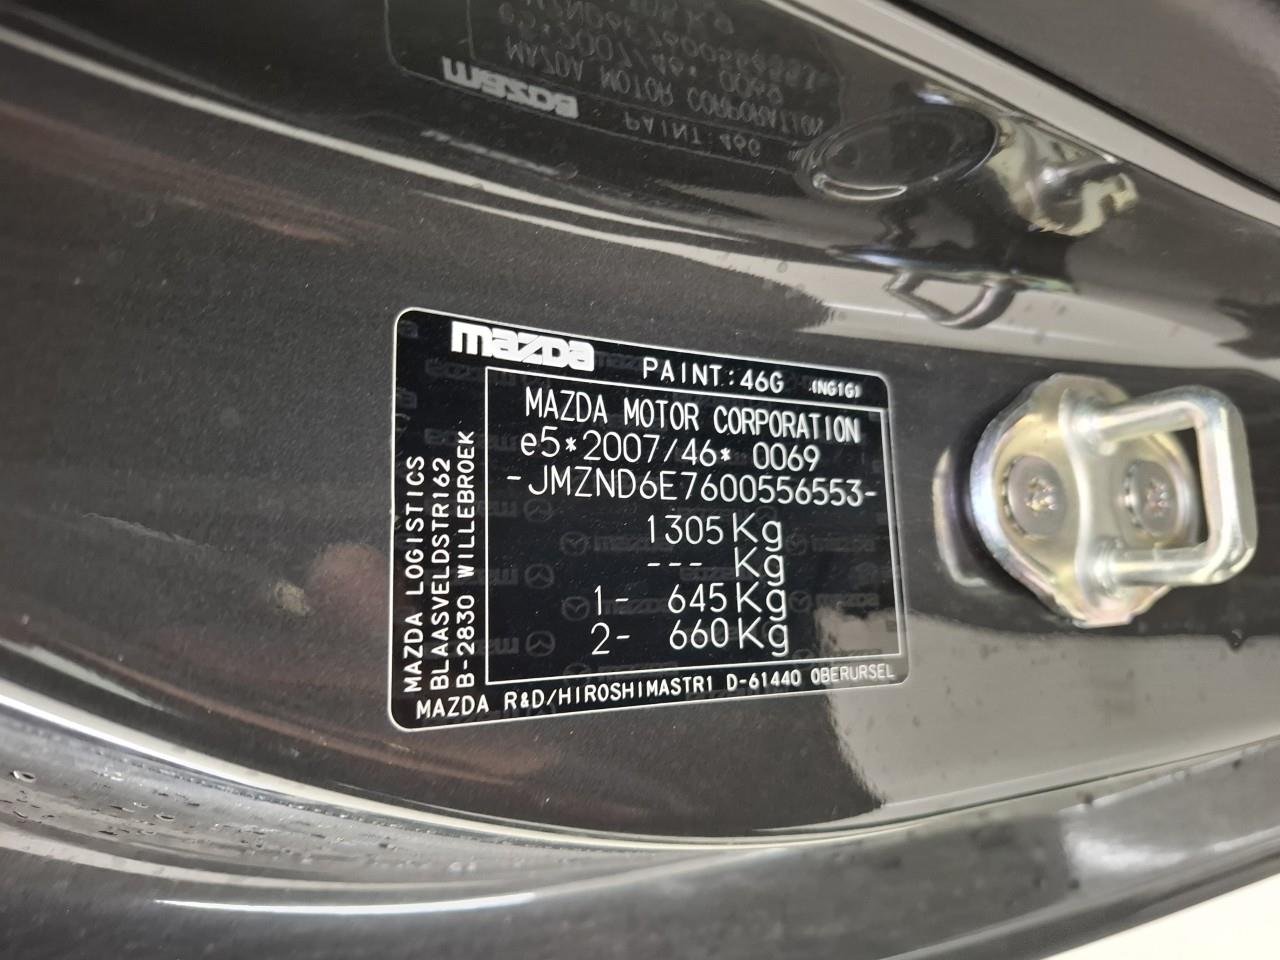 mazda
PAINT:46G (NG1G)
MAZDA MOTOR CORPORATION
e5*2007/46* 0069
-JMZND6E7600556553-
1305Kg
--- Kg
1- 645Kg
2- 660Kg
MAZDA LOGISTICS
BLAASVELDSTR162
B-2830 WILLEBROEK
MAZDA R&D/HIROSHIMASTR1 D-61440 OBERURSEL